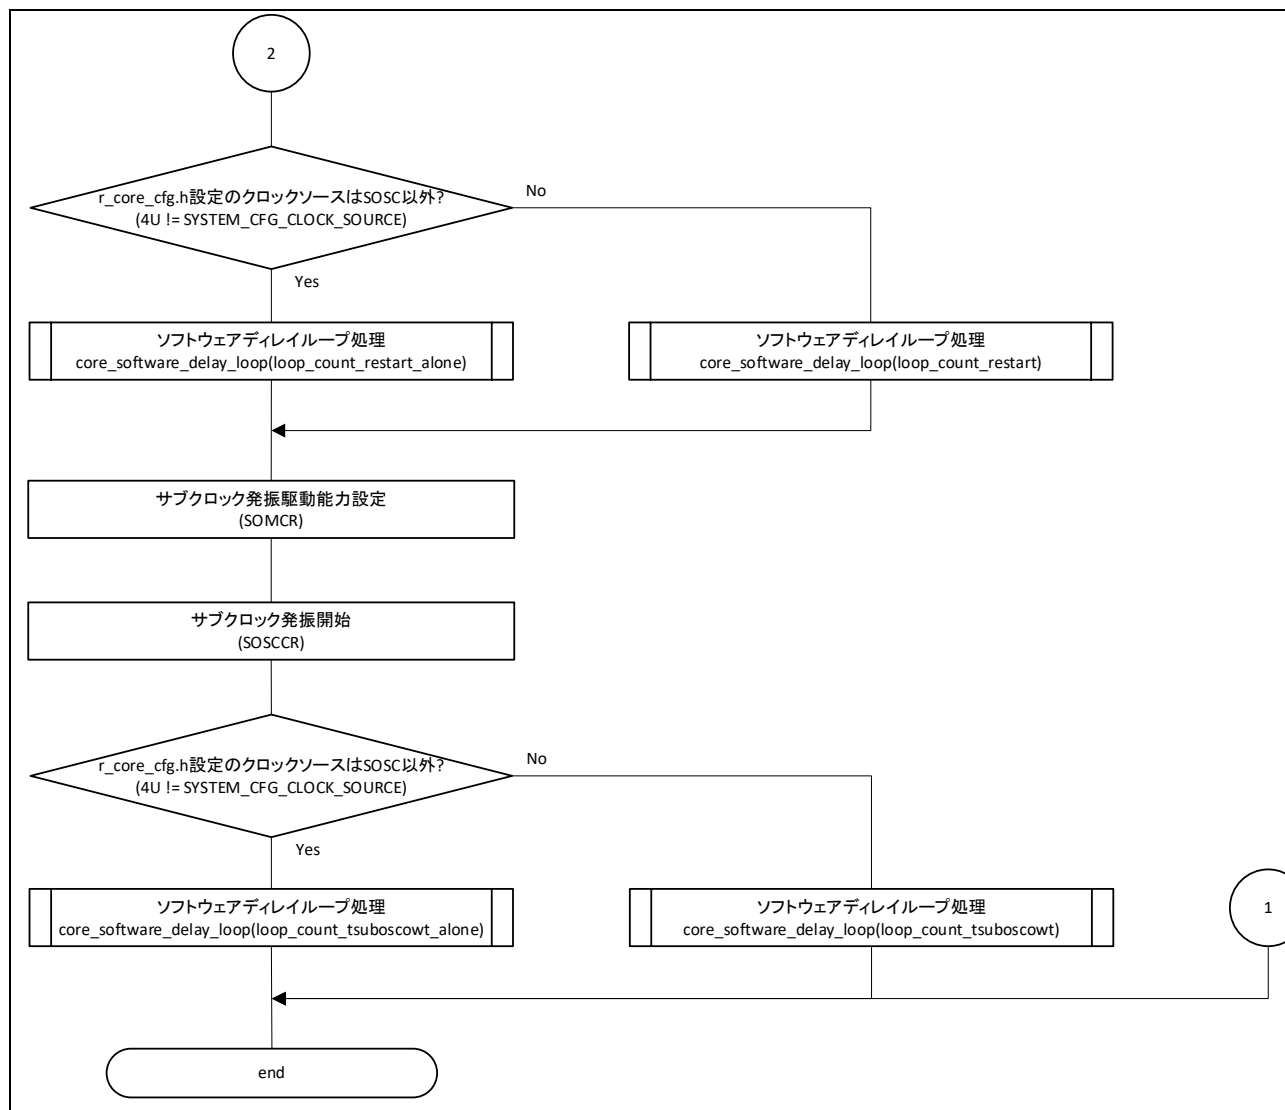 2
r_core_cfg.h設定のクロックソースはSOSC以外?
(4U != SYSTEM_CFG_CLOCK_SOURCE)
No
Yes
ソフトウェアディレイループ処理
core_software_delay_loop(loop_count_restart_alone)
ソフトウェアディレイループ処理
core_software_delay_loop(loop_count_restart)
サブクロック発振駆動能力設定
(SOMCR)
サブクロック発振開始
(SOSCCR)
r_core_cfg.h設定のクロックソースはSOSC以外?
(4U != SYSTEM_CFG_CLOCK_SOURCE)
No
Yes
ソフトウェアディレイループ処理
core_software_delay_loop(loop_count_tsuboscowt_alone)
ソフトウェアディレイループ処理
core_software_delay_loop(loop_count_tsuboscowt)
1
end